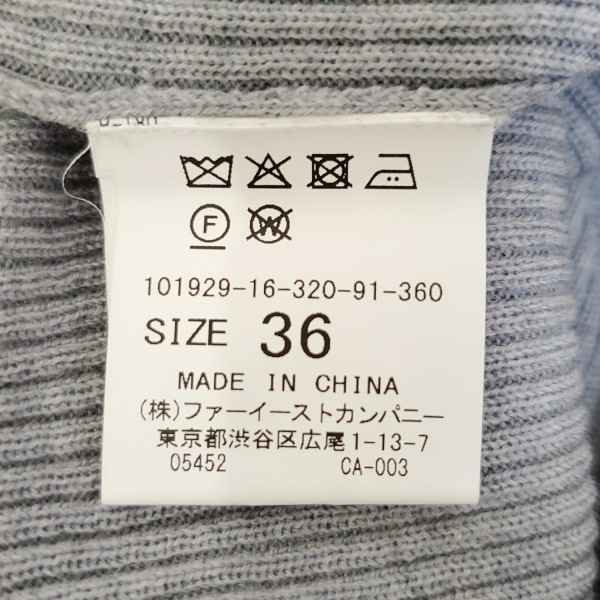 F W
101929-16-320-91-360
SIZE 36
MADE IN CHINA
(株)ファーイーストカンパニー
東京都渋谷区広尾1-13-7
05452 CA-003